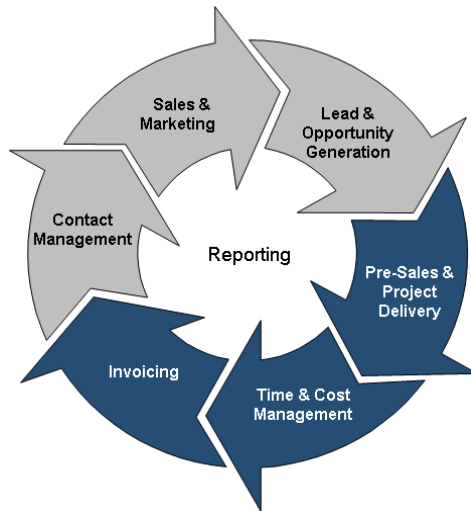 Sales &
Marketing
Lead &
Opportunity
Generation
Contact
Management
Reporting
Pre-Sales &
Project
Delivery
Invoicing
Time & Cost
Management